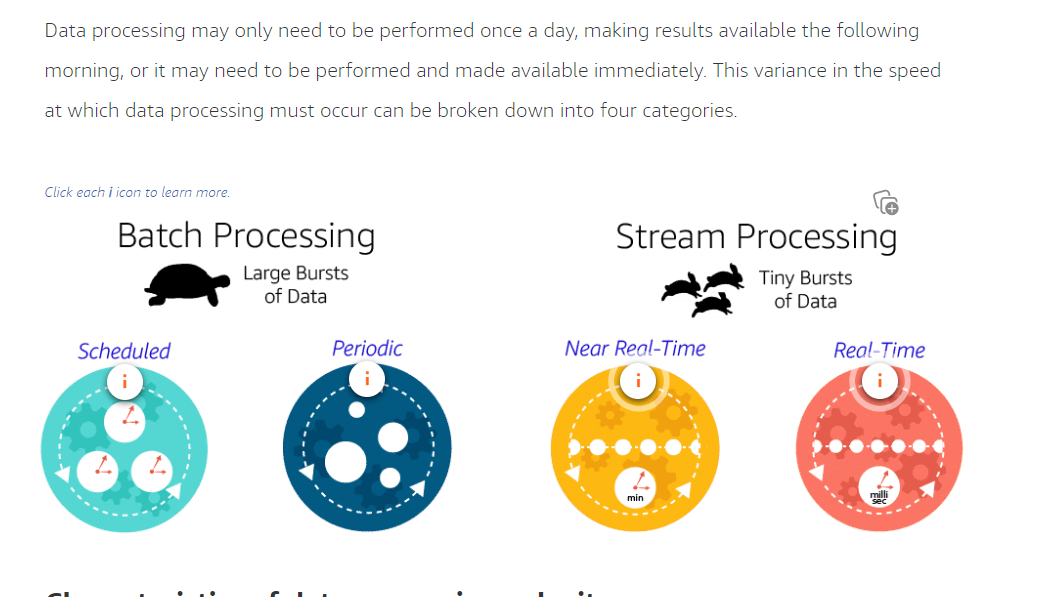 Data processing may only need to be performed once a day, making results available the following
morning, or it may need to be performed and made available immediately. This variance in the speed
at which data processing must occur can be broken down into four categories.
Click each i icon to learn more.
Batch Processing
Large Bursts
of Data
Scheduled
i
Periodic
i
Stream Processing
Tiny Bursts
of Data
Near Real-Time
i
min
Real-Time
i
milli
sec